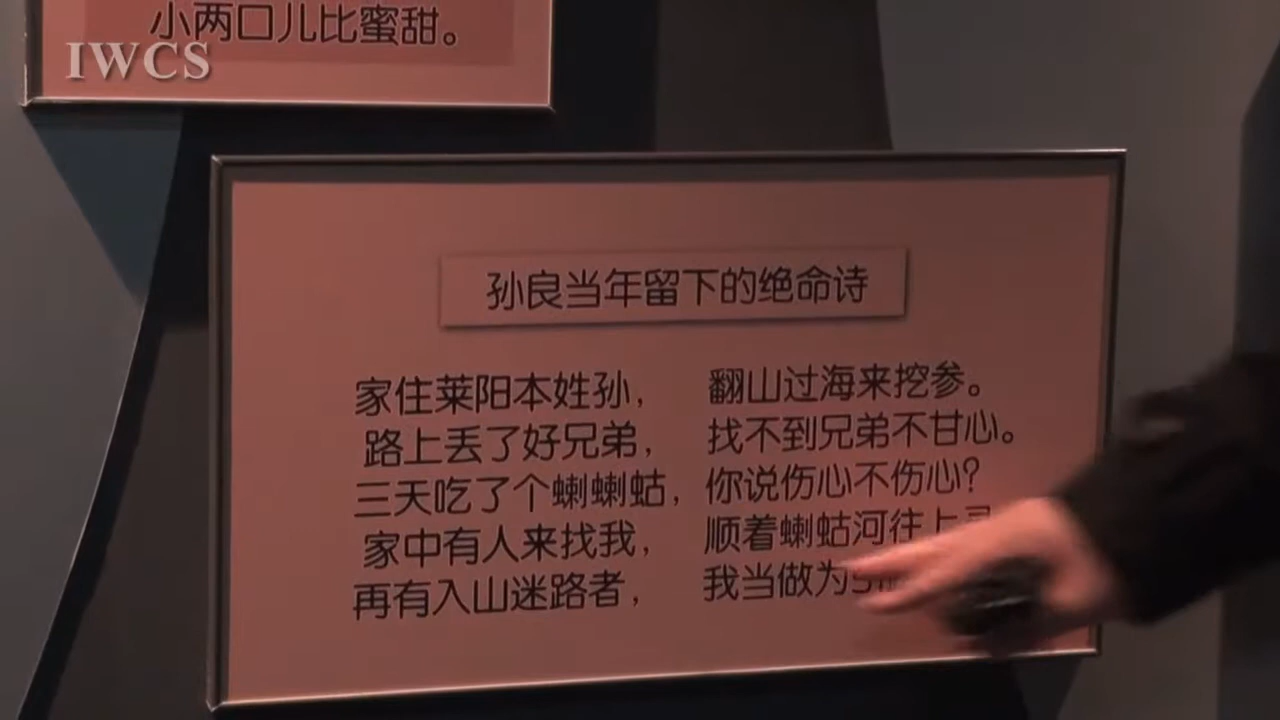 小两口儿比蜜甜。
IWCS
孙良当年留下的绝命诗
家住莱阳本姓孙， 翻山过海来挖参。
路上丢了好兄弟， 找不到兄弟不甘心。
三天吃了个蝲蝲蛄，你说伤心不伤心？
家中有人来找我， 顺着蝲蛄河往上寻
再有入山迷路者， 我当做为